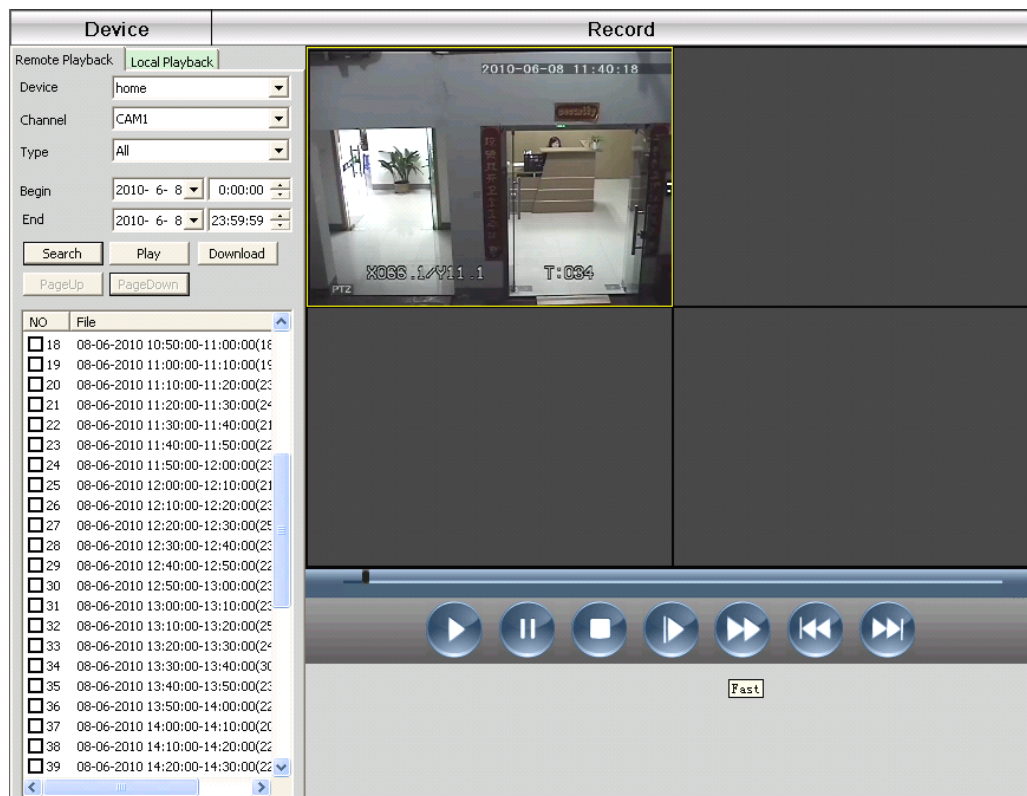 Device
Record
Remote Playback
Local Playback
Device
home
Channel
CAM1
Type
All
Begin
2010- 6- 8
0:00:00
End
2010- 6- 8
23:59:59
Search
Play
Download
PageUp
PageDown
NO
File
18 08-06-2010 10:50:00-11:00:00(18
19 08-06-2010 11:00:00-11:10:00(19
20 08-06-2010 11:10:00-11:20:00(23
21 08-06-2010 11:20:00-11:30:00(24
22 08-06-2010 11:30:00-11:40:00(21
23 08-06-2010 11:40:00-11:50:00(22
24 08-06-2010 11:50:00-12:00:00(23
25 08-06-2010 12:00:00-12:10:00(21
26 08-06-2010 12:10:00-12:20:00(23
27 08-06-2010 12:20:00-12:30:00(25
28 08-06-2010 12:30:00-12:40:00(23
29 08-06-2010 12:40:00-12:50:00(22
30 08-06-2010 12:50:00-13:00:00(23
31 08-06-2010 13:00:00-13:10:00(23
32 08-06-2010 13:10:00-13:20:00(25
33 08-06-2010 13:20:00-13:30:00(24
34 08-06-2010 13:30:00-13:40:00(30
35 08-06-2010 13:40:00-13:50:00(23
36 08-06-2010 13:50:00-14:00:00(22
37 08-06-2010 14:00:00-14:10:00(20
38 08-06-2010 14:10:00-14:20:00(22
39 08-06-2010 14:20:00-14:30:00(22
2010-06-08 11:40:18
security
X066.1/Y11.1
T:034
PTZ
Fast